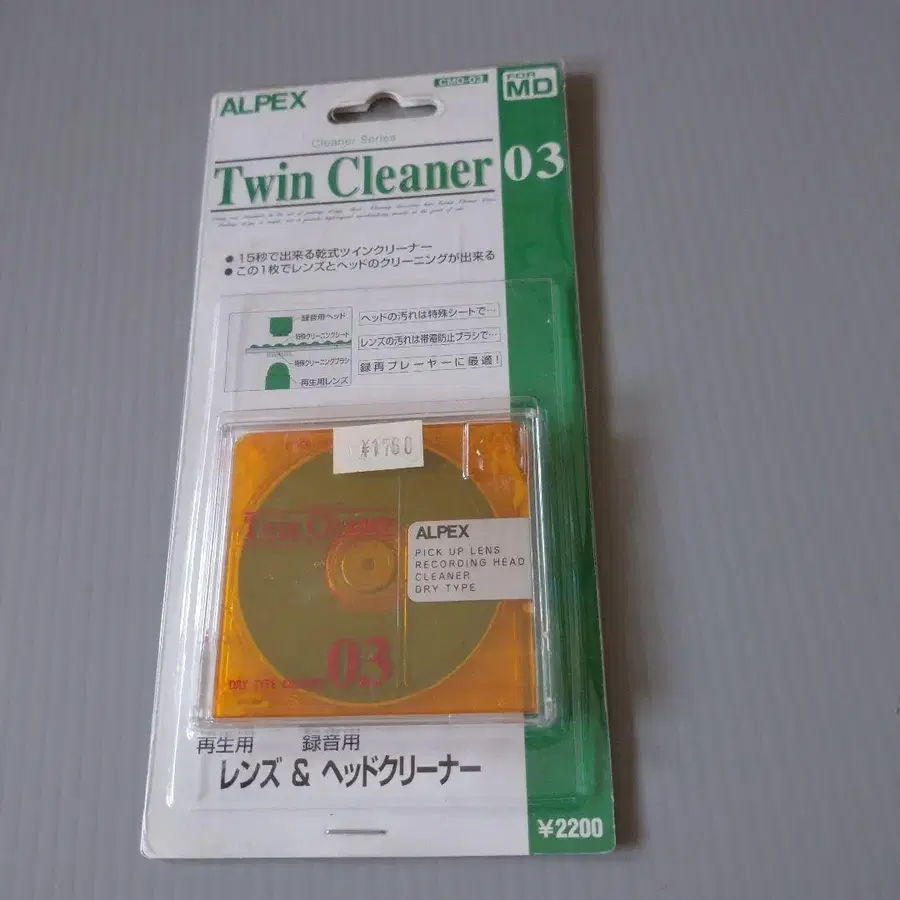 ALPEX
CMD-03
FOR
MD
Cleaner Series
Twin Cleaner 03
●15秒で出来る乾式ツインクリーナー
●この1枚でレンズとヘッドのクリーニングが出来る
録音用ヘッド
特殊クリーニングシート
特殊クリーニングブラシ
再生用レンズ
ヘッドの汚れは特殊シートで…
レンズの汚れは帯電防止ブラシで…
録再プレーヤーに最適!
¥1760
Twin Cleaner
ALPEX
PICK UP LENS
RECORDING HEAD
CLEANER
DRY TYPE
03
DRY TYPE
再生用 録音用
レンズ & ヘッドクリーナー
¥2200